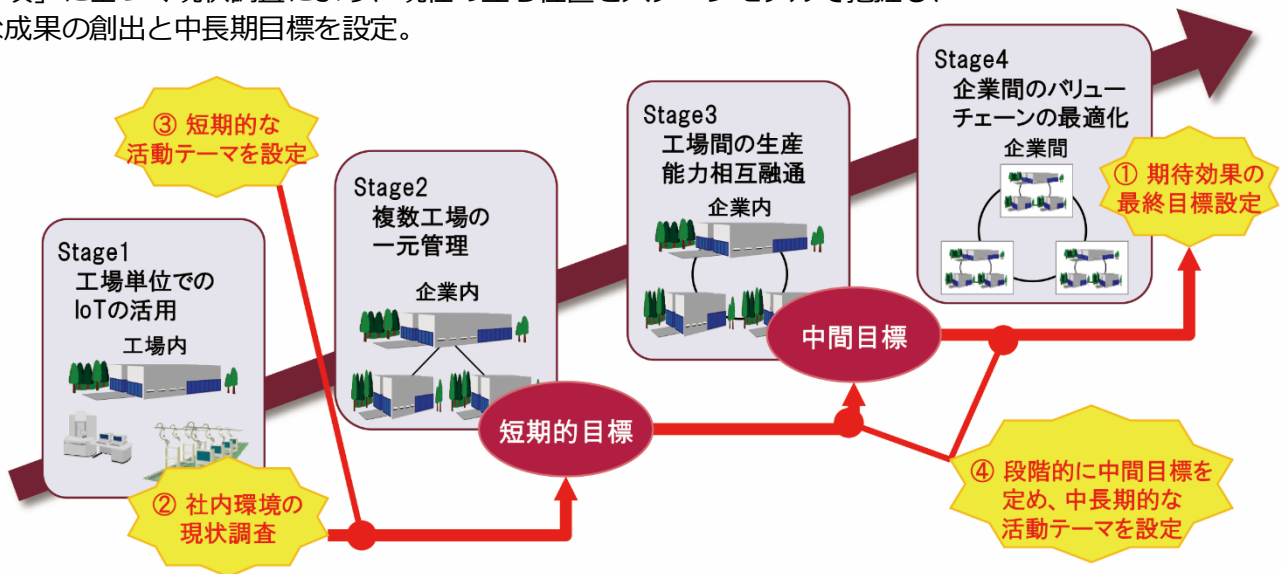 な成果の創出と中長期目標を設定。
Stage1
工場単位での
IoTの活用
工場内
Stage2
複数工場の
一元管理
企業内
Stage3
工場間の生産
能力相互融通
企業内
Stage4
企業間のバリュー
チェーンの最適化
企業間
① 期待効果の
最終目標設定
② 社内環境の
現状調査
③ 短期的な
活動テーマを設定
④ 段階的に中間目標を
定め、中長期的な
活動テーマを設定
短期的目標
中間目標